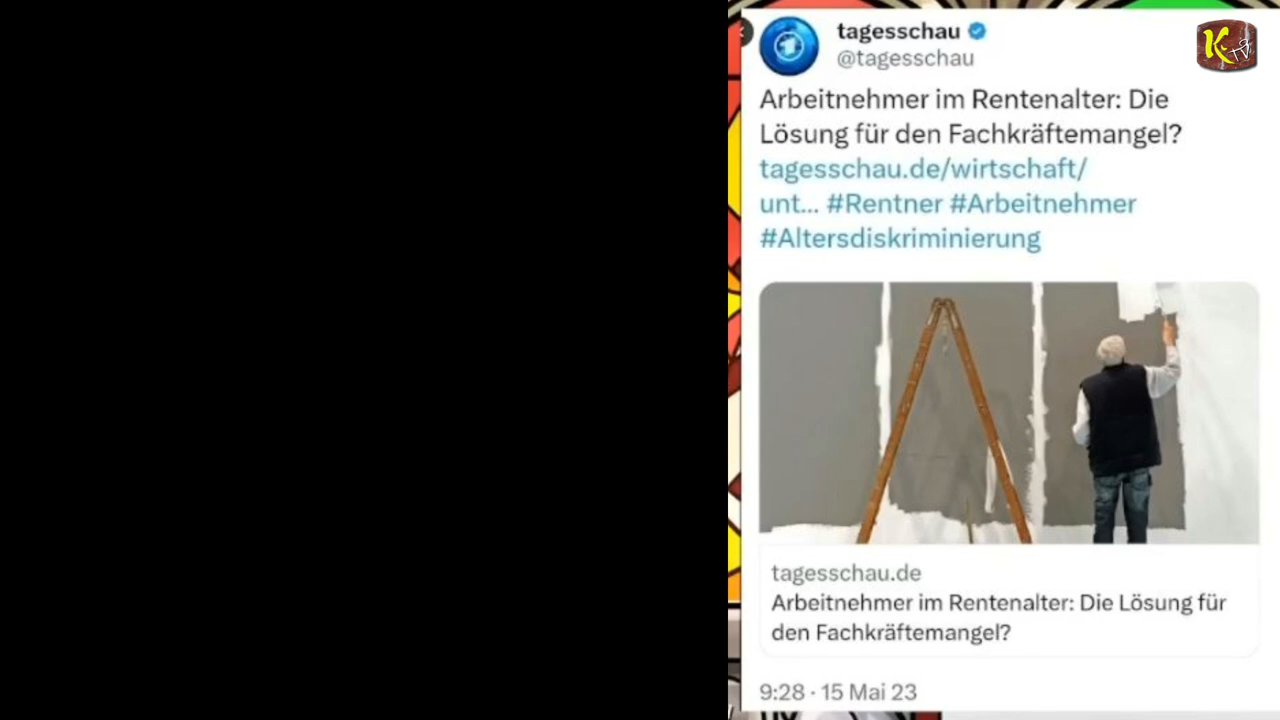 tagesschau
@tagesschau
Arbeitnehmer im Rentenalter: Die
Lösung für den Fachkräftemangel?
tagesschau.de/wirtschaft/
unt... #Rentner #Arbeitnehmer
#Altersdiskriminierung
tagesschau.de
Arbeitnehmer im Rentenalter: Die Lösung für
den Fachkräftemangel?
9:28 · 15 Mai 23
K-TV